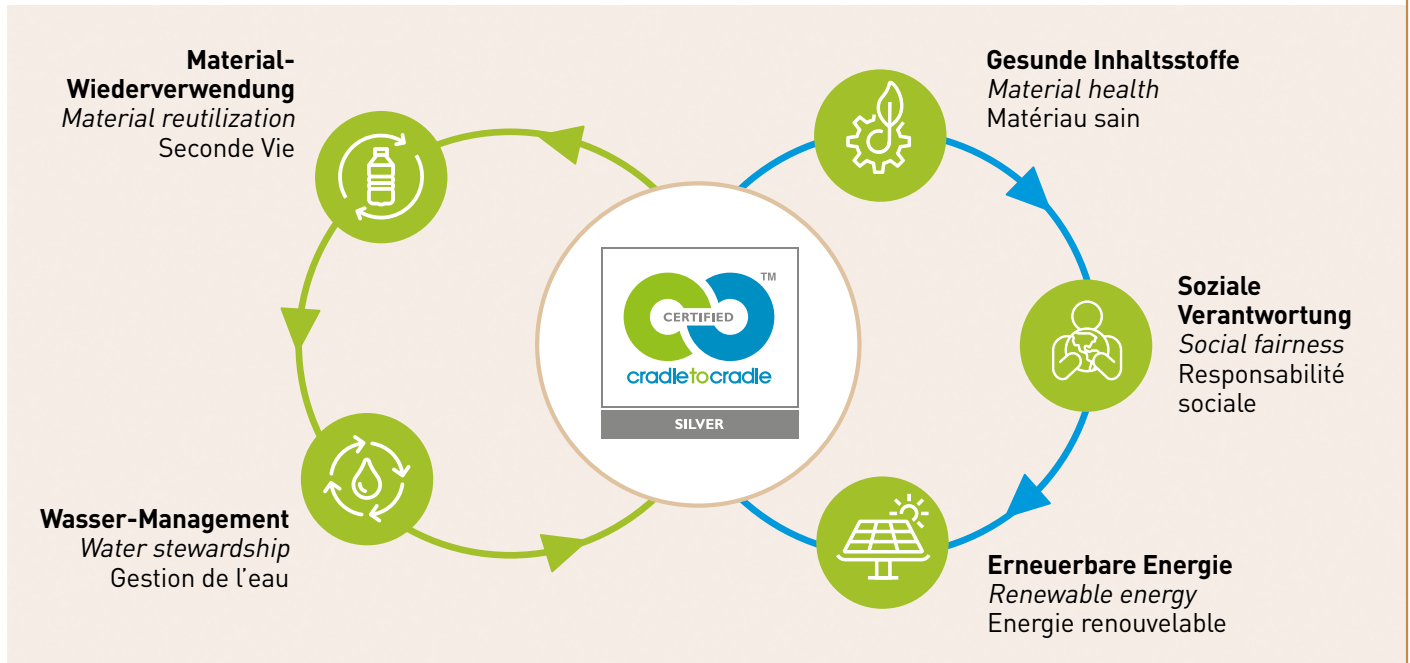 Material-
Wiederverwendung
Material reutilization
Seconde Vie
Gesunde Inhaltsstoffe
Material health
Matériau sain
TM
CERTIFIED
cradletocradle
SILVER
Soziale
Verantwortung
Social fairness
Responsabilité
sociale
Wasser-Management
Water stewardship
Gestion de l’eau
Erneuerbare Energie
Renewable energy
Energie renouvelable